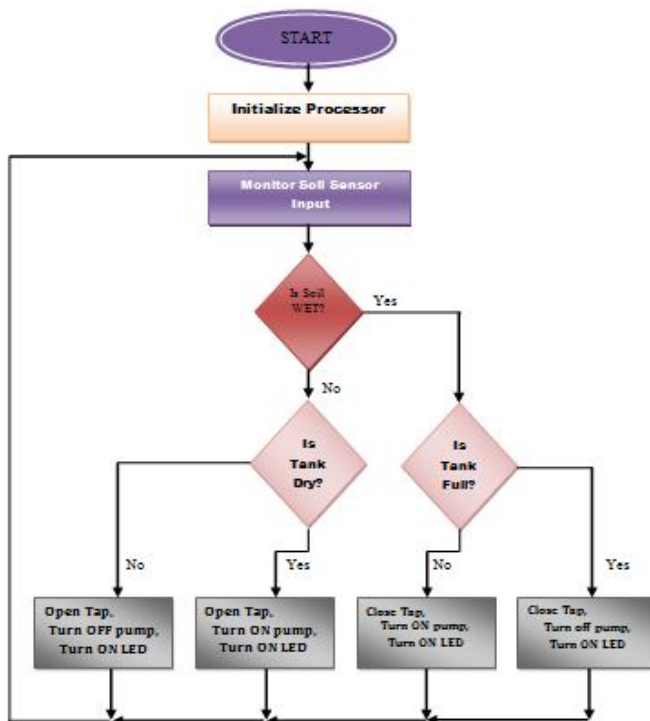 START
Initialize Processor
Monitor Soil Sensor
Input
Is Soil
WET?
Yes
No
Is
Tank
Dry?
Is
Tank
Full?
No
Yes
No
Yes
Open Tap,
Turn OFF pump,
Turn ON LED
Open Tap,
Turn ON pump,
Turn ON LED
Close Tap,
Turn ON pump,
Turn ON LED
Close Tap,
Turn off pump,
Turn ON LED